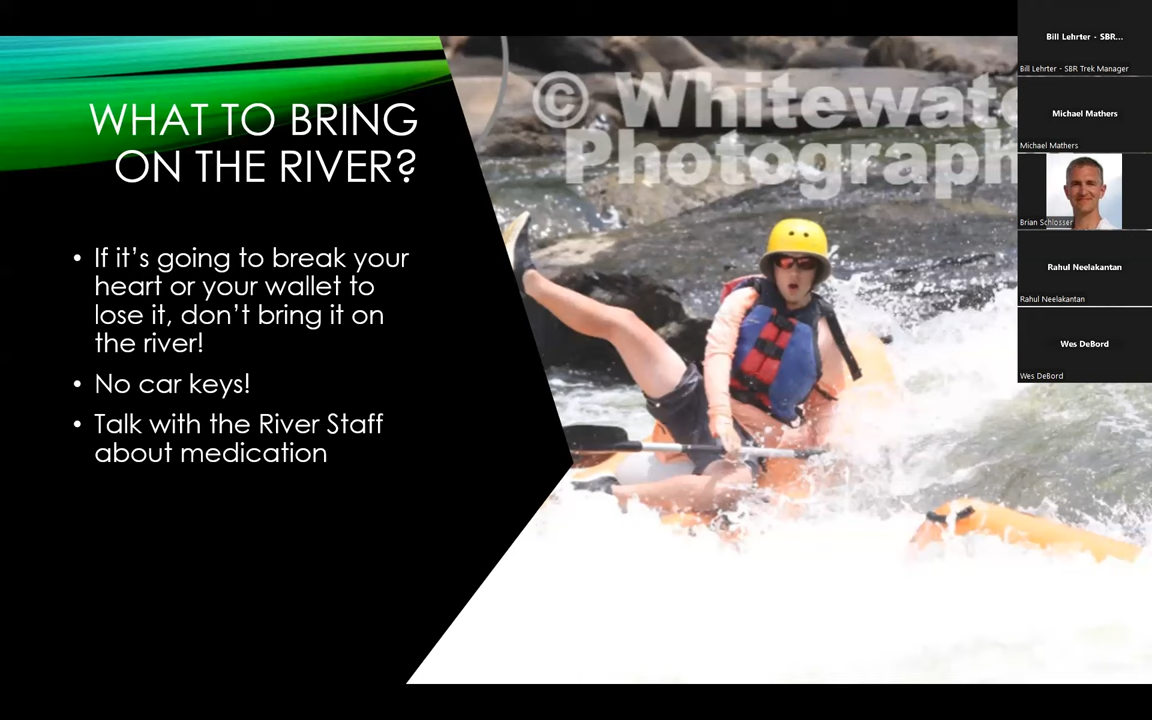 WHAT TO BRING
ON THE RIVER?
• If it’s going to break your
heart or your wallet to
lose it, don’t bring it on
the river!
• No car keys!
• Talk with the River Staff
about medication
© Whitewat
Photograph
Bill Lehrter - SBR...
Bill Lehrter - SBR Trek Manager
Michael Mathers
Michael Mathers
Brian Schlosser
Rahul Neelakantan
Rahul Neelakantan
Wes DeBord
Wes DeBord